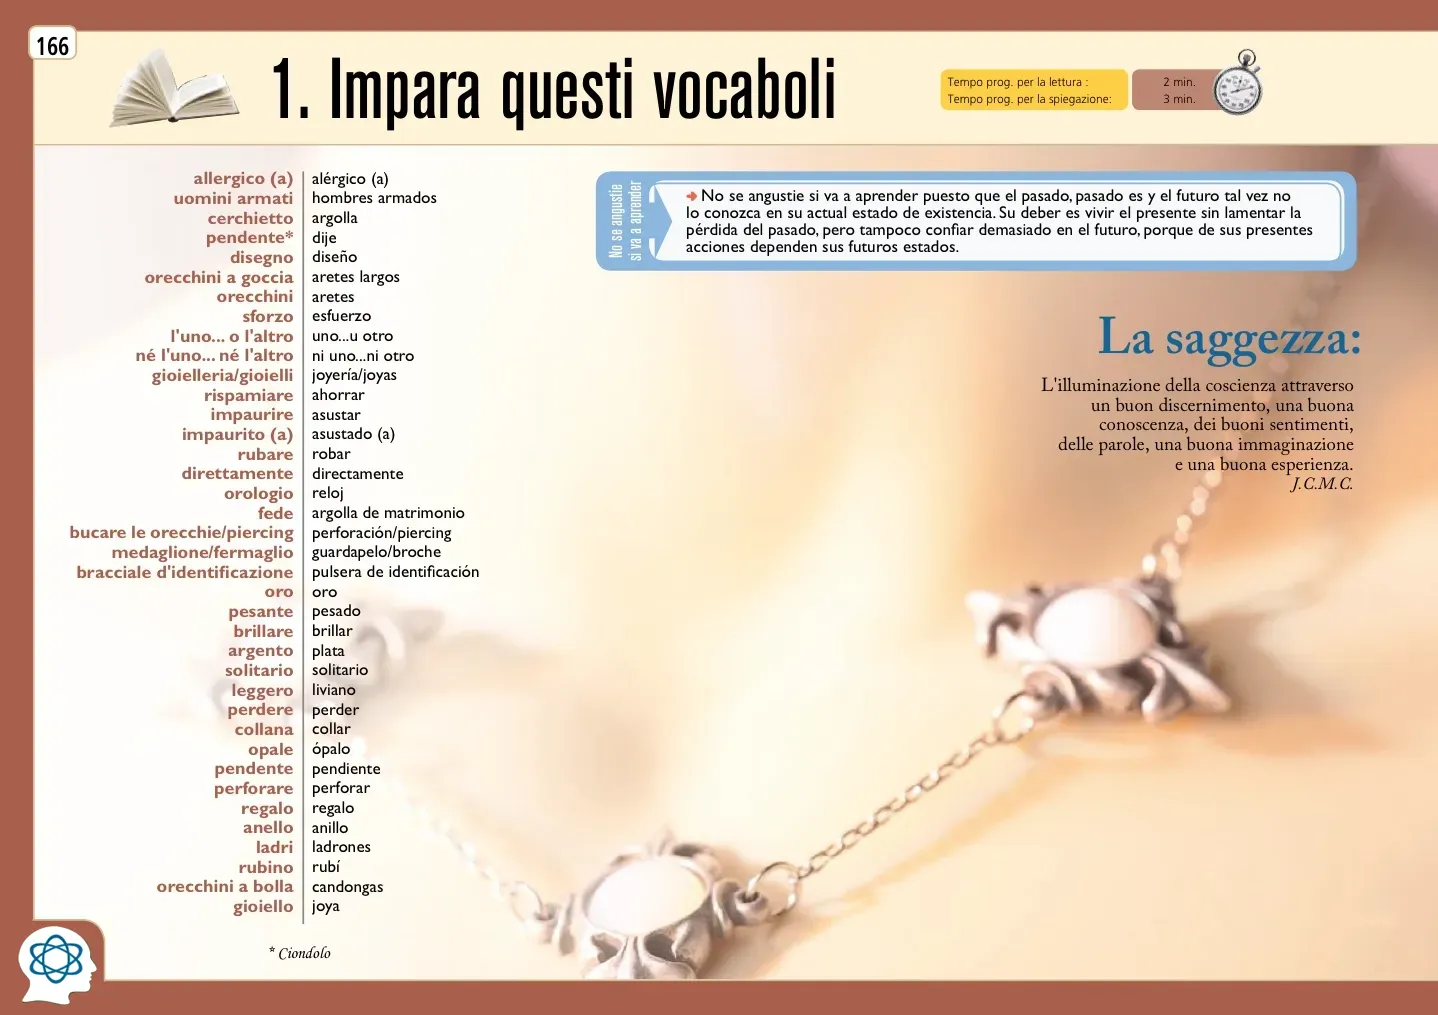 166
1. Impara questi vocaboli
Tempo prog. per la lettura : 2 min.
Tempo prog. per la spiegazione: 3 min.
allergico (a) alérgico (a)
uomini armati hombres armados
cerchietto argolla
pendente* dije
disegno diseño
orecchini a goccia aretes largos
orecchini aretes
sforzo esfuerzo
l'uno... o l'altro uno...u otro
né l'uno... né l'altro ni uno...ni otro
gioielleria/gioielli joyería/joyas
rispamiare ahorrar
impaurire asustar
impaurito (a) asustado (a)
rubare robar
direttamente directamente
orologio reloj
fede argolla de matrimonio
bucare le orecchie/piercing perforación/piercing
medaglione/fermaglio guardapelo/broche
bracciale d'identificazione pulsera de identificación
oro oro
pesante pesado
brillare brillar
argento plata
solitario solitario
leggero liviano
perdere perder
collana collar
opale ópalo
pendente pendiente
perforare perforar
regalo regalo
anello anillo
ladri ladrones
rubino rubí
orecchini a bolla candongas
gioiello joya
* Ciondolo
No se angustie
si va a aprender
No se angustie si va a aprender puesto que el pasado, pasado es y el futuro tal vez no
lo conozca en su actual estado de existencia. Su deber es vivir el presente sin lamentar la
pérdida del pasado, pero tampoco confiar demasiado en el futuro, porque de sus presentes
acciones dependen sus futuros estados.
La saggezza:
L'illuminazione della coscienza attraverso
un buon discernimento, una buona
conoscenza, dei buoni sentimenti,
delle parole, una buona immaginazione
e una buona esperienza.
J.C.M.C.